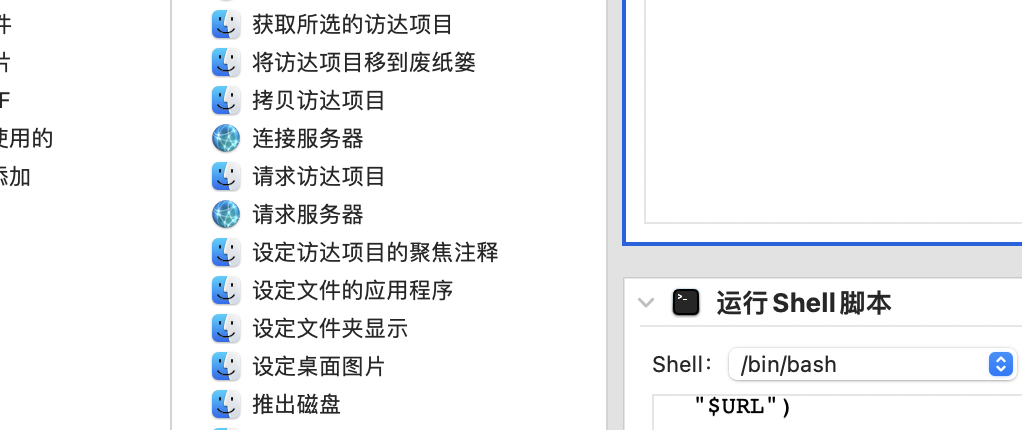 件
片
使用的
添加
获取所选的访达项目
将访达项目移到废纸篓
拷贝访达项目
连接服务器
请求访达项目
请求服务器
设定访达项目的聚焦注释
设定文件的应用程序
设定文件夹显示
设定桌面图片
推出磁盘
运行 Shell 脚本
Shell： /bin/bash
"$URL")